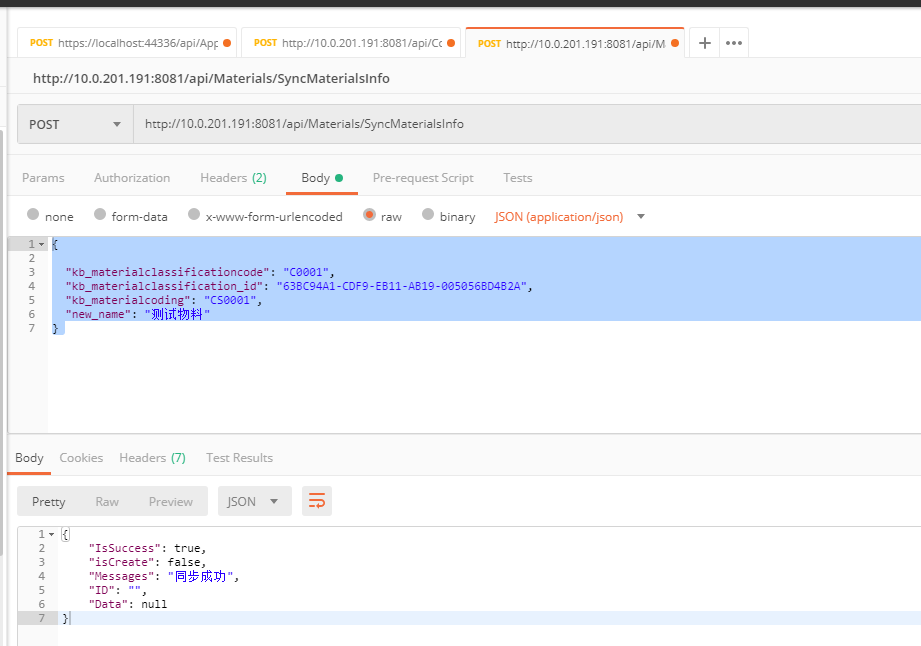 POST https://localhost:44336/api/App POST http://10.0.201.191:8081/api/Cc POST http://10.0.201.191:8081/api/M + •••
http://10.0.201.191:8081/api/Materials/SyncMaterialsInfo
POST http://10.0.201.191:8081/api/Materials/SyncMaterialsInfo
Params Authorization Headers (2) Body Pre-request Script Tests
none form-data x-www-form-urlencoded raw binary JSON (application/json)
1 {
2
3 "kb_materialclassificationcode": "C0001",
4 "kb_materialclassification_id": "63BC94A1-CDF9-EB11-AB19-005056BD4B2A",
5 "kb_materialcoding": "CS0001",
6 "new_name": "测试物料"
7 }
Body Cookies Headers (7) Test Results
Pretty Raw Preview JSON
1 {
2 "IsSuccess": true,
3 "isCreate": false,
4 "Messages": "同步成功",
5 "ID": "",
6 "Data": null
7 }